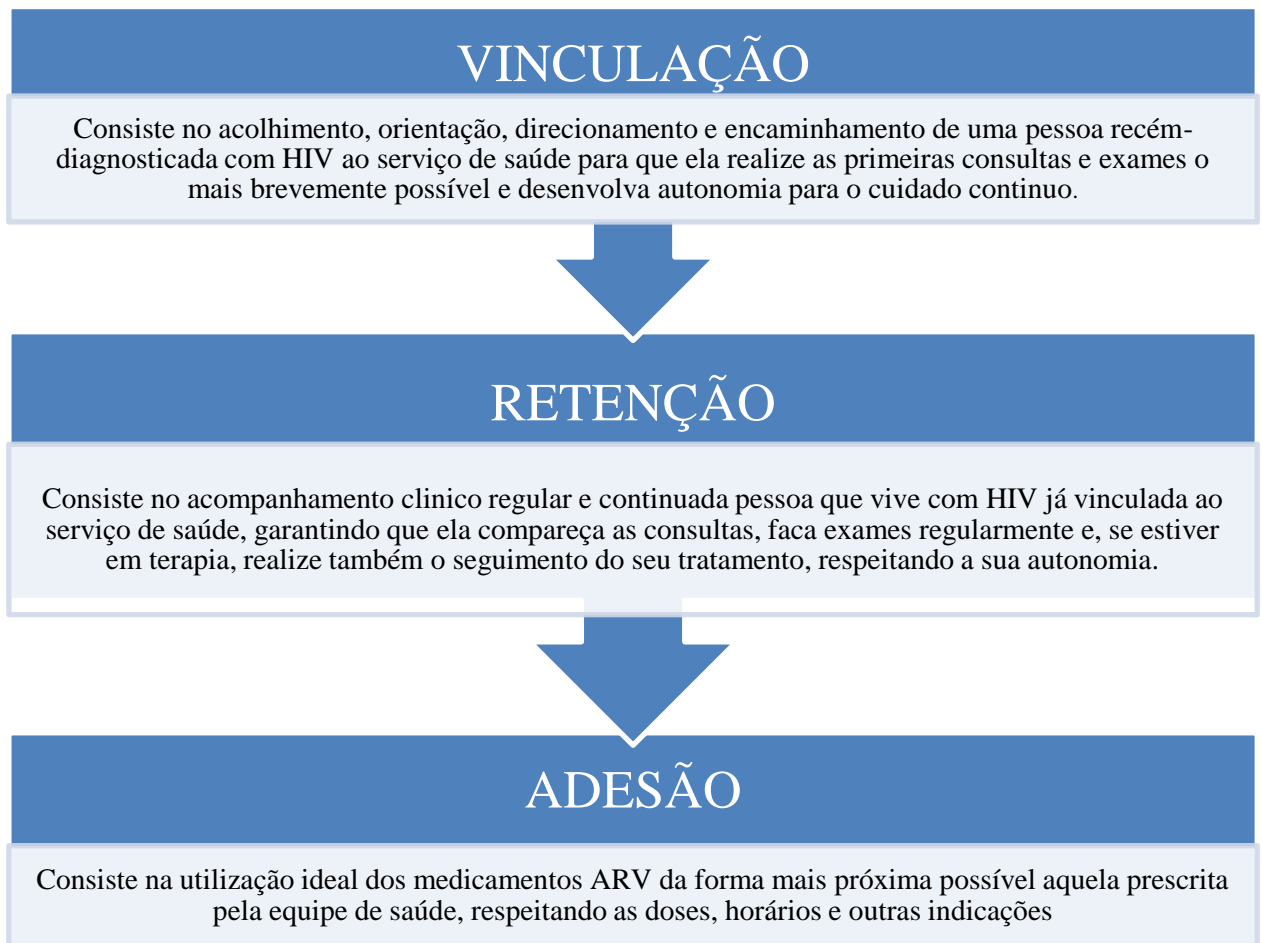 VINCULAÇÃO
Consiste no acolhimento, orientação, direcionamento e encaminhamento de uma pessoa recém-
diagnosticada com HIV ao serviço de saúde para que ela realize as primeiras consultas e exames o
mais brevemente possível e desenvolva autonomia para o cuidado continuo.
RETENÇÃO
Consiste no acompanhamento clinico regular e continuada pessoa que vive com HIV já vinculada ao
serviço de saúde, garantindo que ela compareça as consultas, faca exames regularmente e, se estiver
em terapia, realize também o seguimento do seu tratamento, respeitando a sua autonomia.
ADESÃO
Consiste na utilização ideal dos medicamentos ARV da forma mais próxima possível aquela prescrita
pela equipe de saúde, respeitando as doses, horários e outras indicações